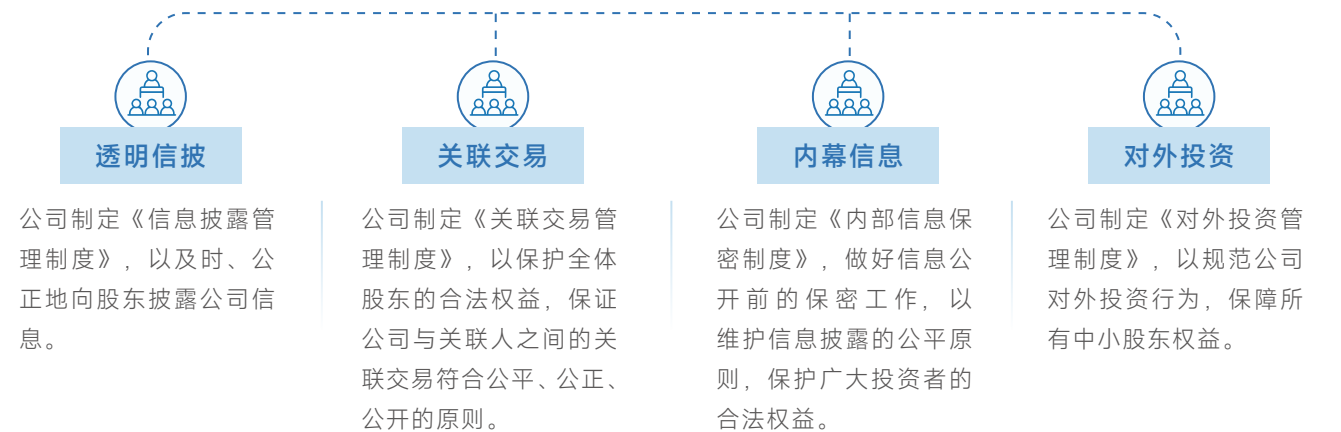 透明信披
公司制定《信息披露管
理制度》，以及时、公
正地向股东披露公司信
息。
关联交易
公司制定《关联交易管
理制度》，以保护全体
股东的合法权益，保证
公司与关联人之间的关
联交易符合公平、公正、
公开的原则。
内幕信息
公司制定《内部信息保
密制度》，做好信息公
开前的保密工作，以
维护信息披露的公平原
则，保护广大投资者的
合法权益。
对外投资
公司制定《对外投资管
理制度》，以规范公司
对外投资行为，保障所
有中小股东权益。